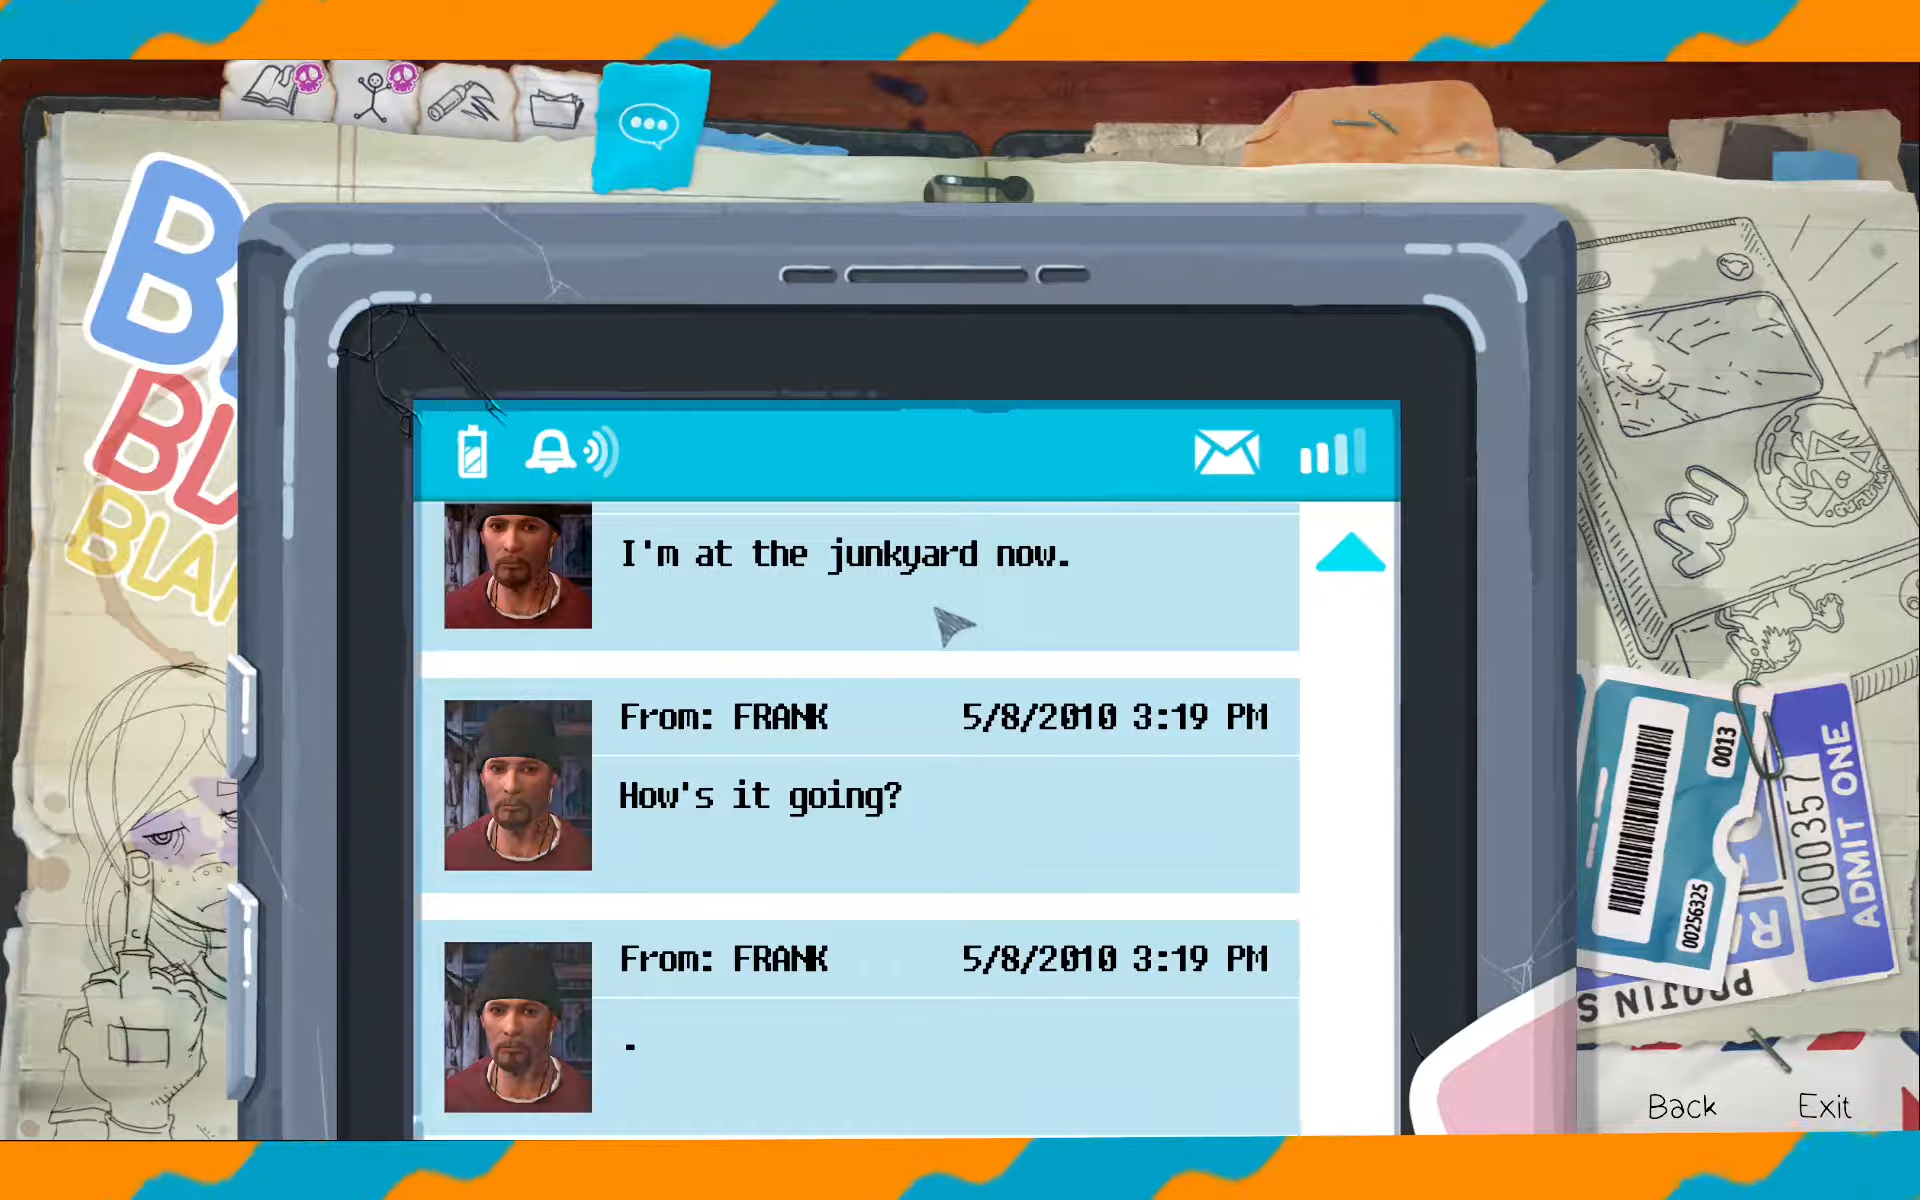 I'm at the junkyard now.
From: FRANK 5/8/2010 3:19 PM
How's it going?
From: FRANK 5/8/2010 3:19 PM
-
0013
00256325
000357
ADMIT ONE
Back Exit